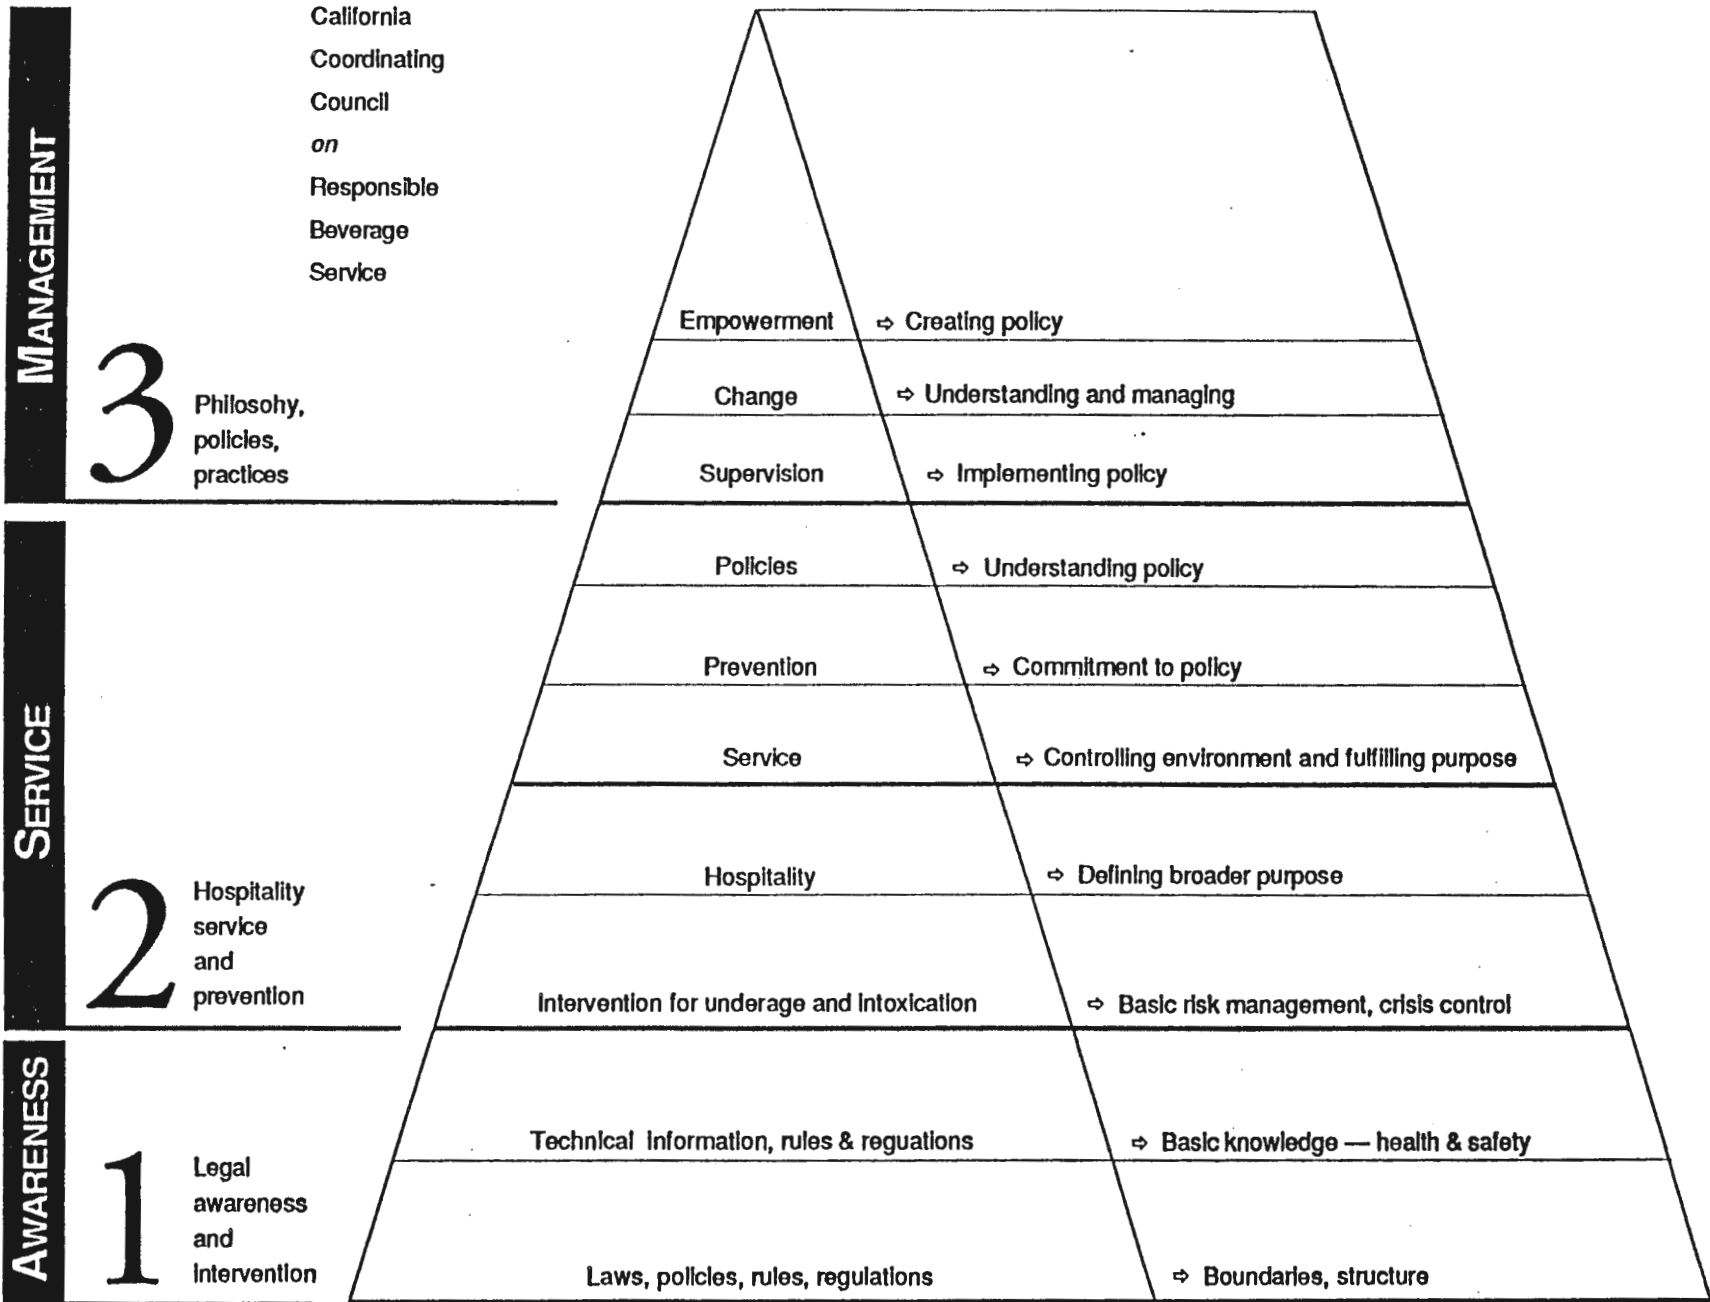 California
Coordinating
Council
on
Responsible
Beverage
Service
MANAGEMENT
3
Philosohy,
policies,
practices
Empowerment ⇨ Creating policy
Change ⇨ Understanding and managing
Supervision ⇨ Implementing policy
SERVICE
2
Hospitality
service
and
prevention
Policies ⇨ Understanding policy
Prevention ⇨ Commitment to policy
Service ⇨ Controlling environment and fulfilling purpose
Hospitality ⇨ Defining broader purpose
Intervention for underage and intoxication ⇨ Basic risk management, crisis control
AWARENESS
1
Legal
awareness
and
intervention
Technical information, rules & reguations ⇨ Basic knowledge — health & safety
Laws, policies, rules, regulations ⇨ Boundaries, structure